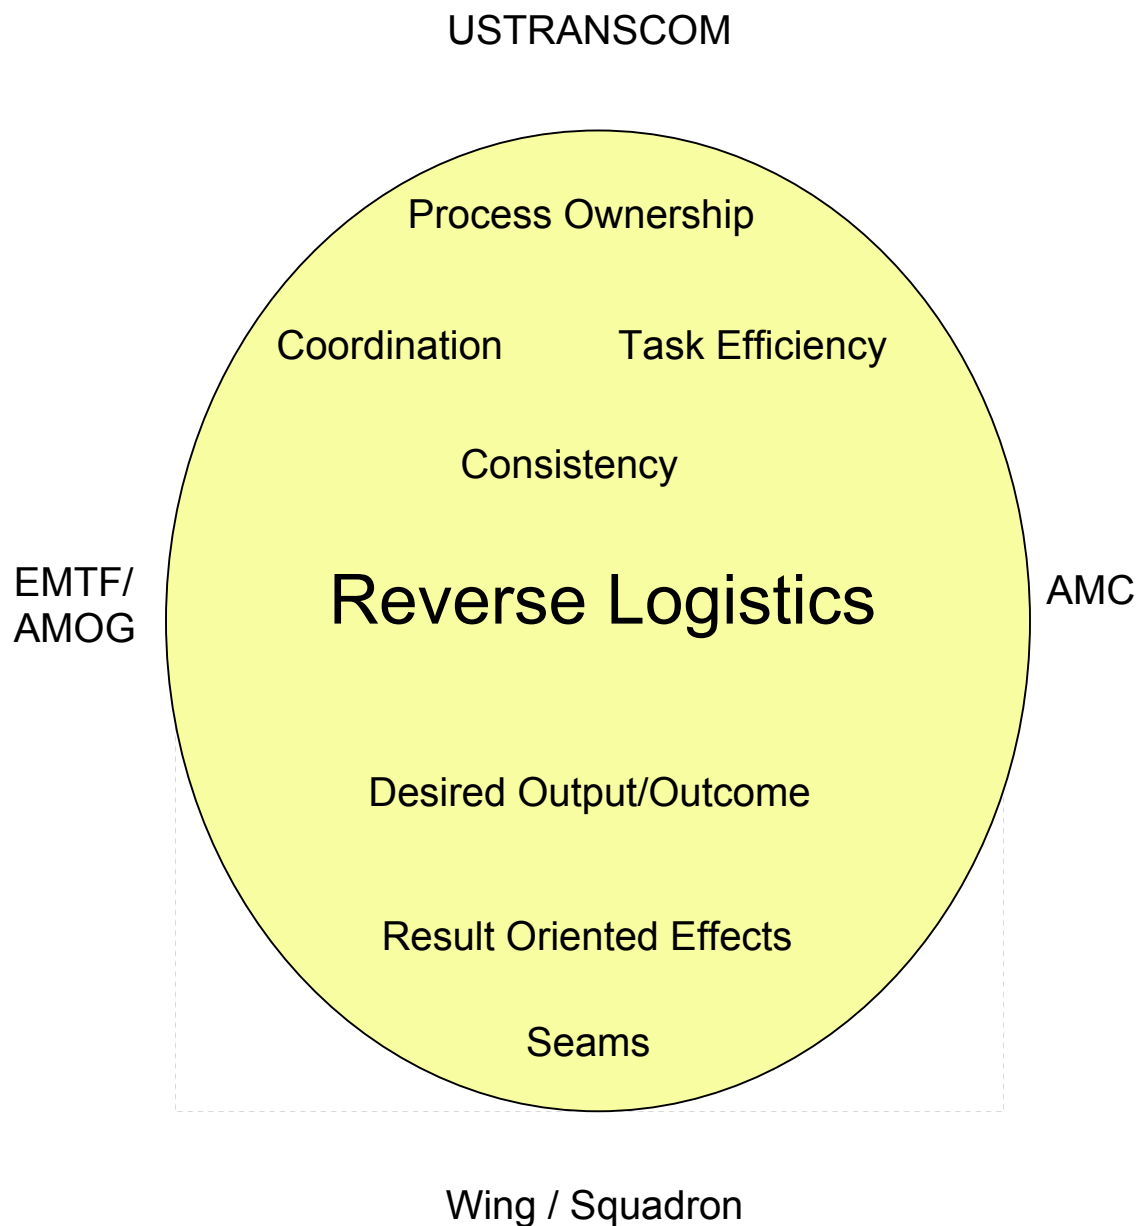 USTRANSCOM
Process Ownership
Coordination
Task Efficiency
Consistency
EMTF/
AMOG
Reverse Logistics
AMC
Desired Output/Outcome
Result Oriented Effects
Seams
Wing / Squadron